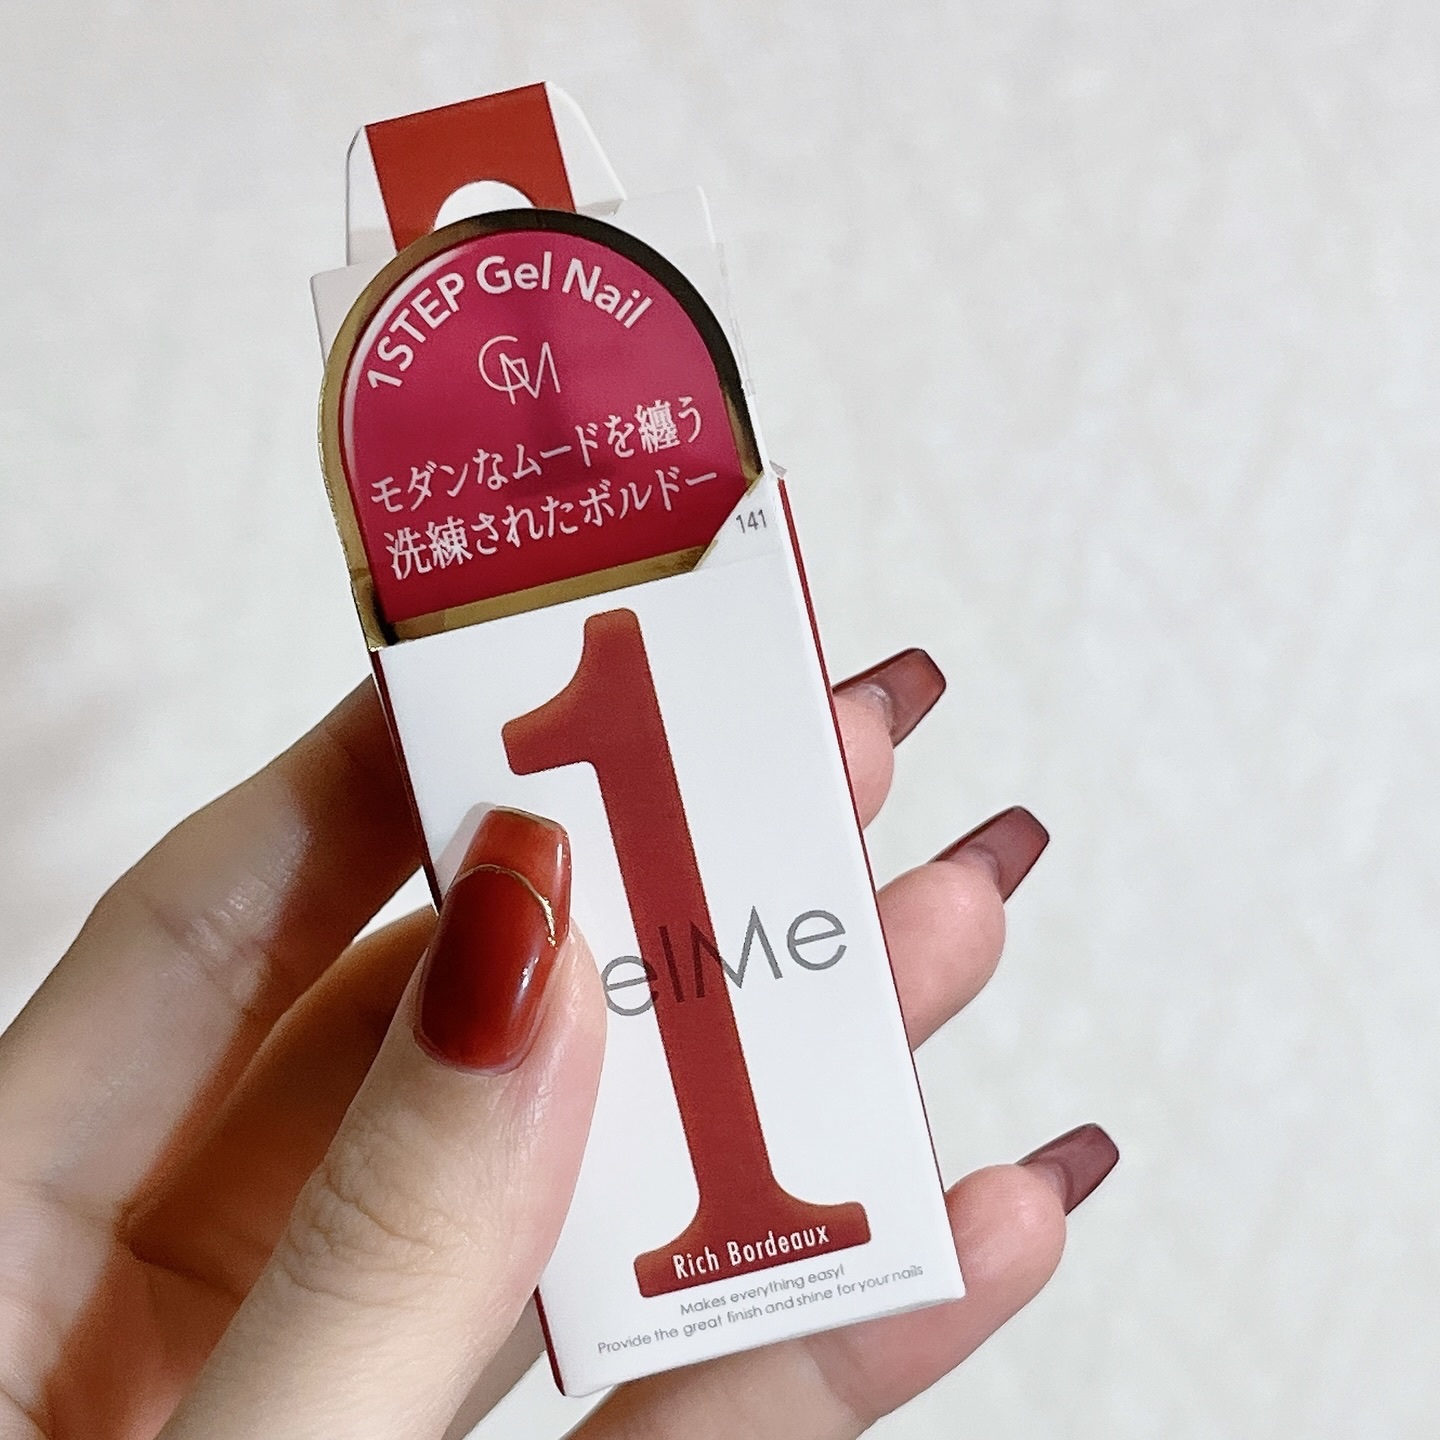 1STEP Gel Nail
GM
モダンなムードを纏う
洗練されたボルドー
141
1
elMe
Rich Bordeaux
Makes everything easy!
Provide the great finish and shine for your nails